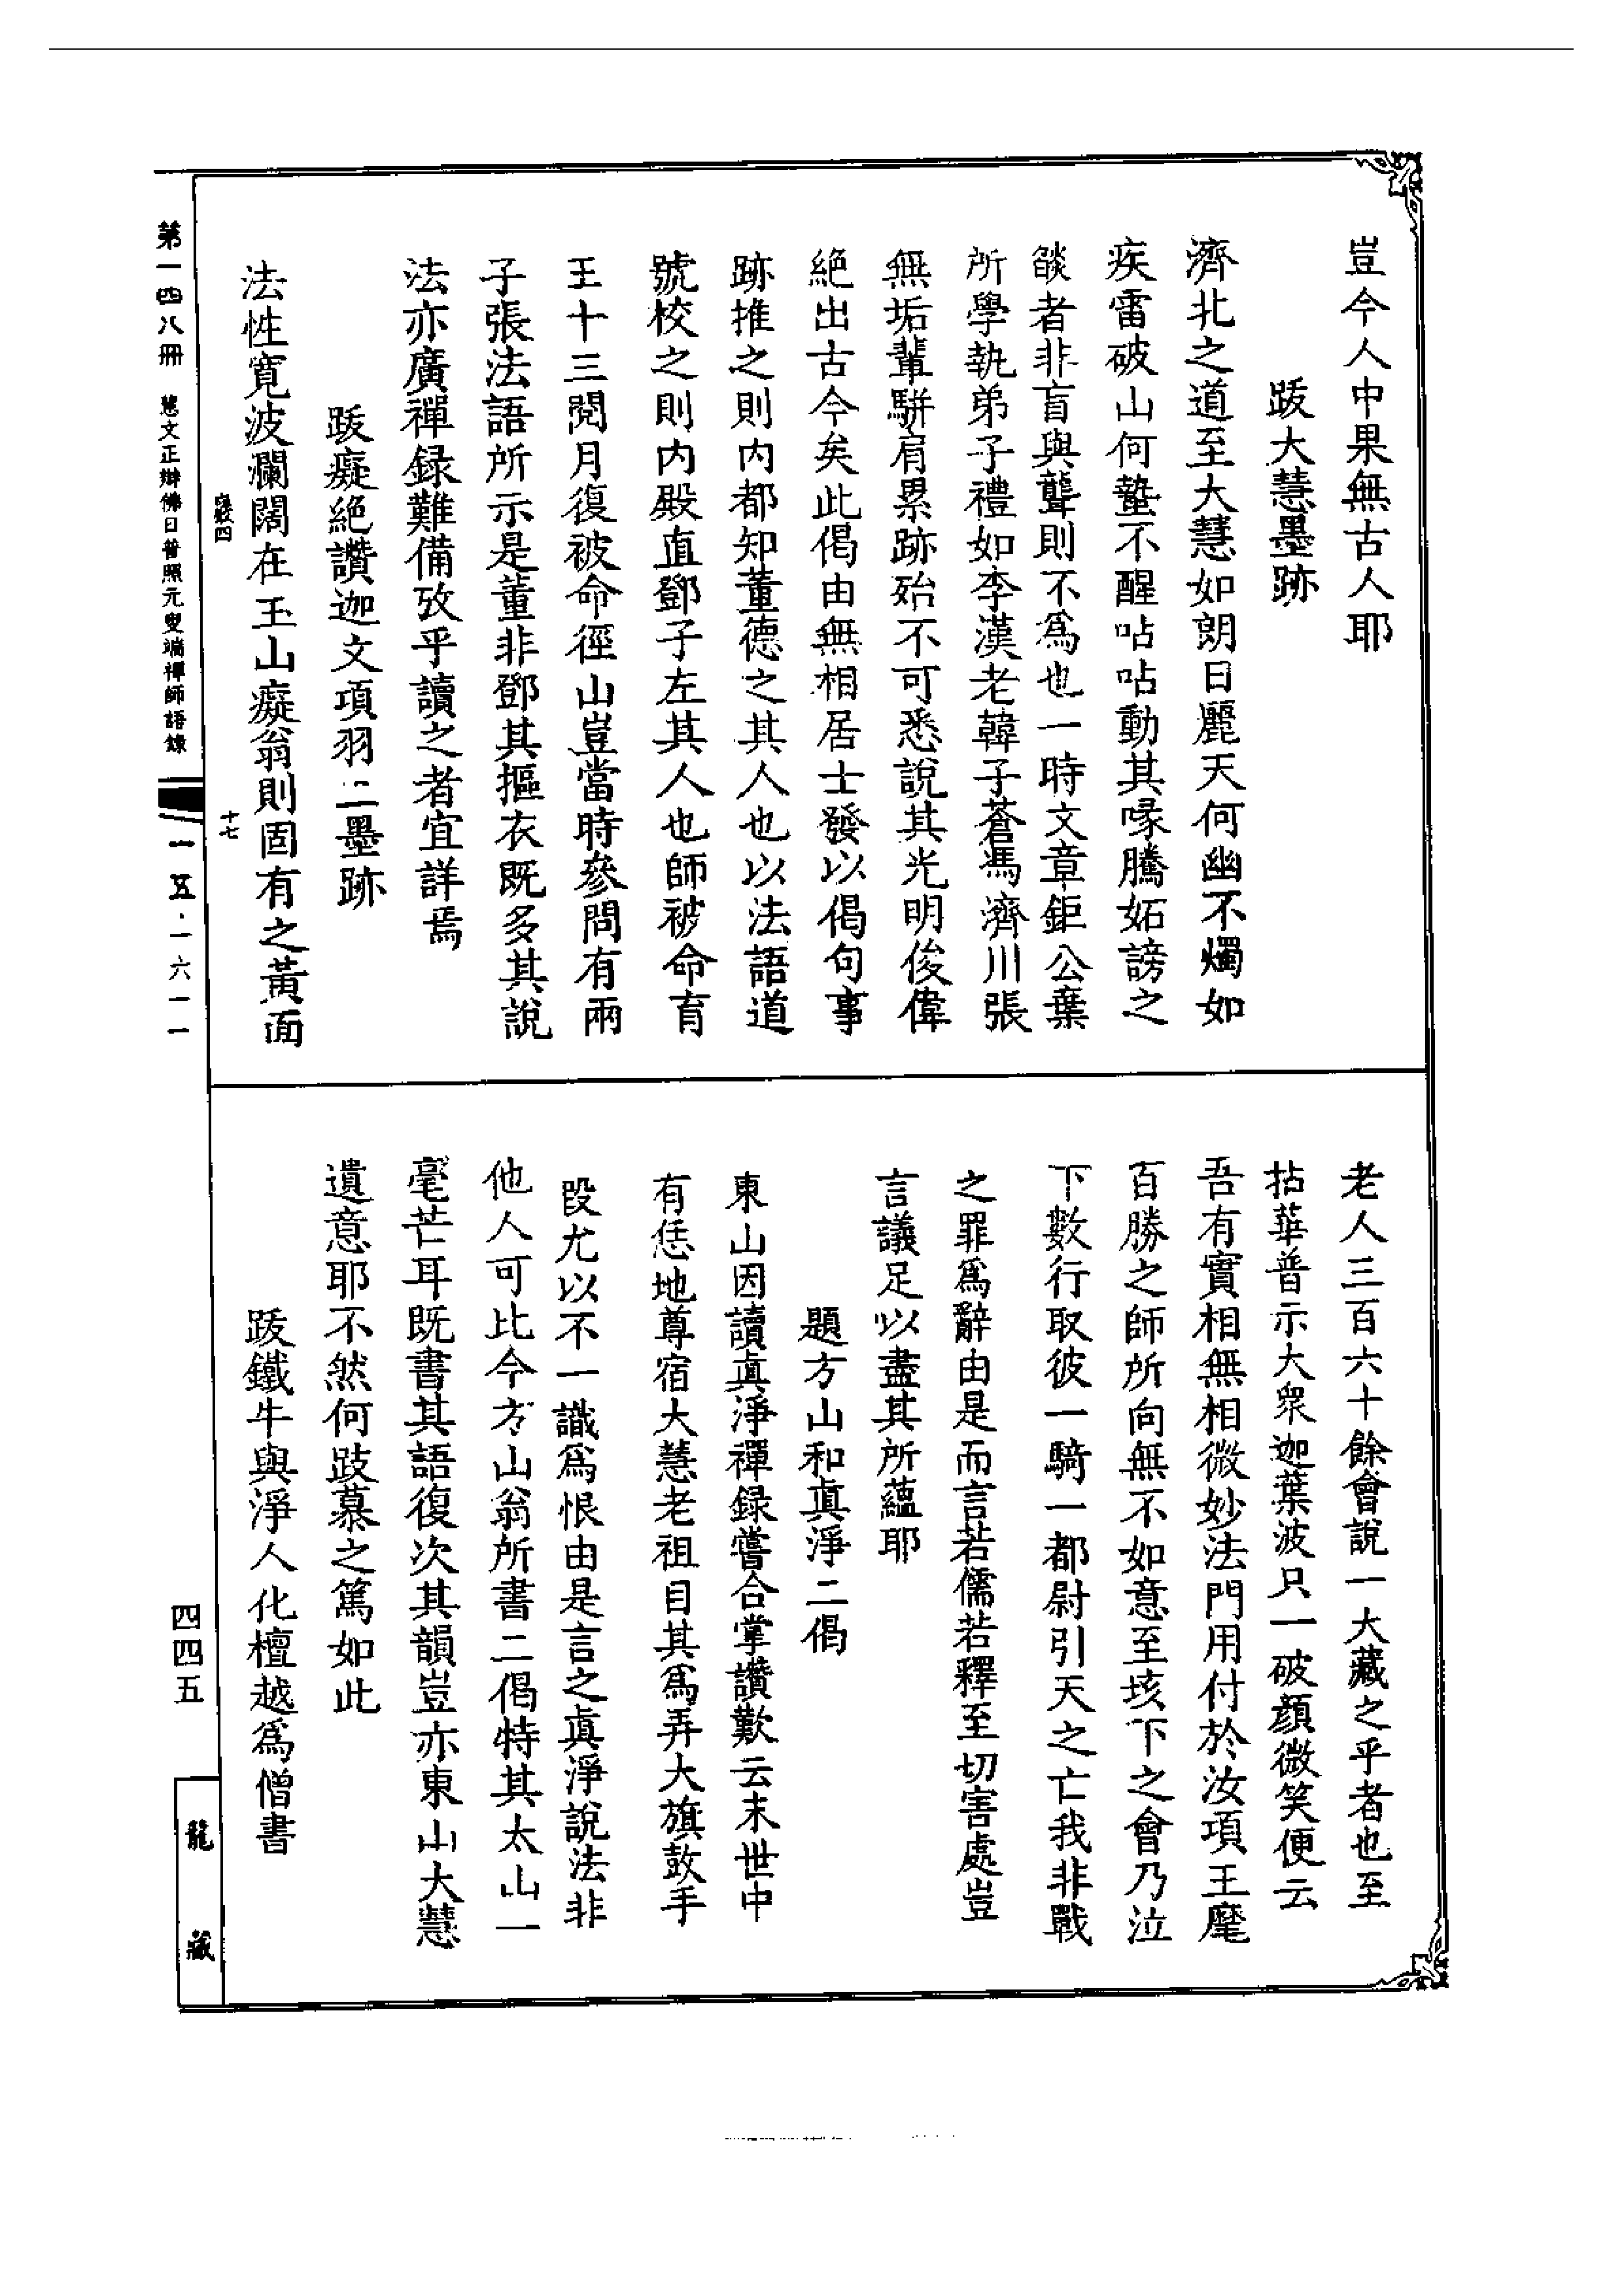 豈今人中果無古人耶
跋大慧墨跡
濟北之道至大慧如朗日麗天何幽不燭如
疾雷破山何蟄不醒呫呫動其喙騰妬謗之
燄者非盲與聾則不爲也一時文章鉅公棄
所學執弟子禮如李漢老韓子蒼馮濟川張
無垢輩駢肩累跡殆不可悉說其光明俊偉
絕出古今矣此偈由無相居士發以偈句事
跡推之則内都知董德之其人也以法語道
號校之則内殿直鄧子左其人也師被命育
王十三閱月復被命徑山豈當時參問有兩
子張法語所示是董非鄧其摳衣既多其說
法亦廣禪録難備攷乎讀之者宜詳焉
跋癡絕讚迦文項羽二墨跡
法性寬波瀾闊在玉山癡翁則固有之黃面
老人三百六十餘會說一大藏之乎者也至
拈華普示大衆迦葉波只一破顏微笑便云
吾有實相無相微妙法門用付於汝項王麾
百勝之師所向無不如意至垓下之會乃泣
下數行取彼一騎一都尉引天之亡我非戰
之罪爲辭由是而言若儒若釋至切害處豈
言議足以盡其所蘊耶
題方山和眞淨二偈
東山因讀眞淨禪録嘗合掌讚歎云末世中
有恁地尊宿大慧老祖目其爲弄大旗鼓手
段尤以不一識爲恨由是言之眞淨說法非
他人可比今方山翁所書二偈特其太山一
毫芒耳既書其語復次其韻豈亦東山大慧
遺意耶不然何跂慕之篤如此
跋鐵牛與淨人化檀越爲僧書
第一四八冊 慧文正辯佛日普照元叟端禪師語錄
十七
一五·一六一一
四四五
龍藏